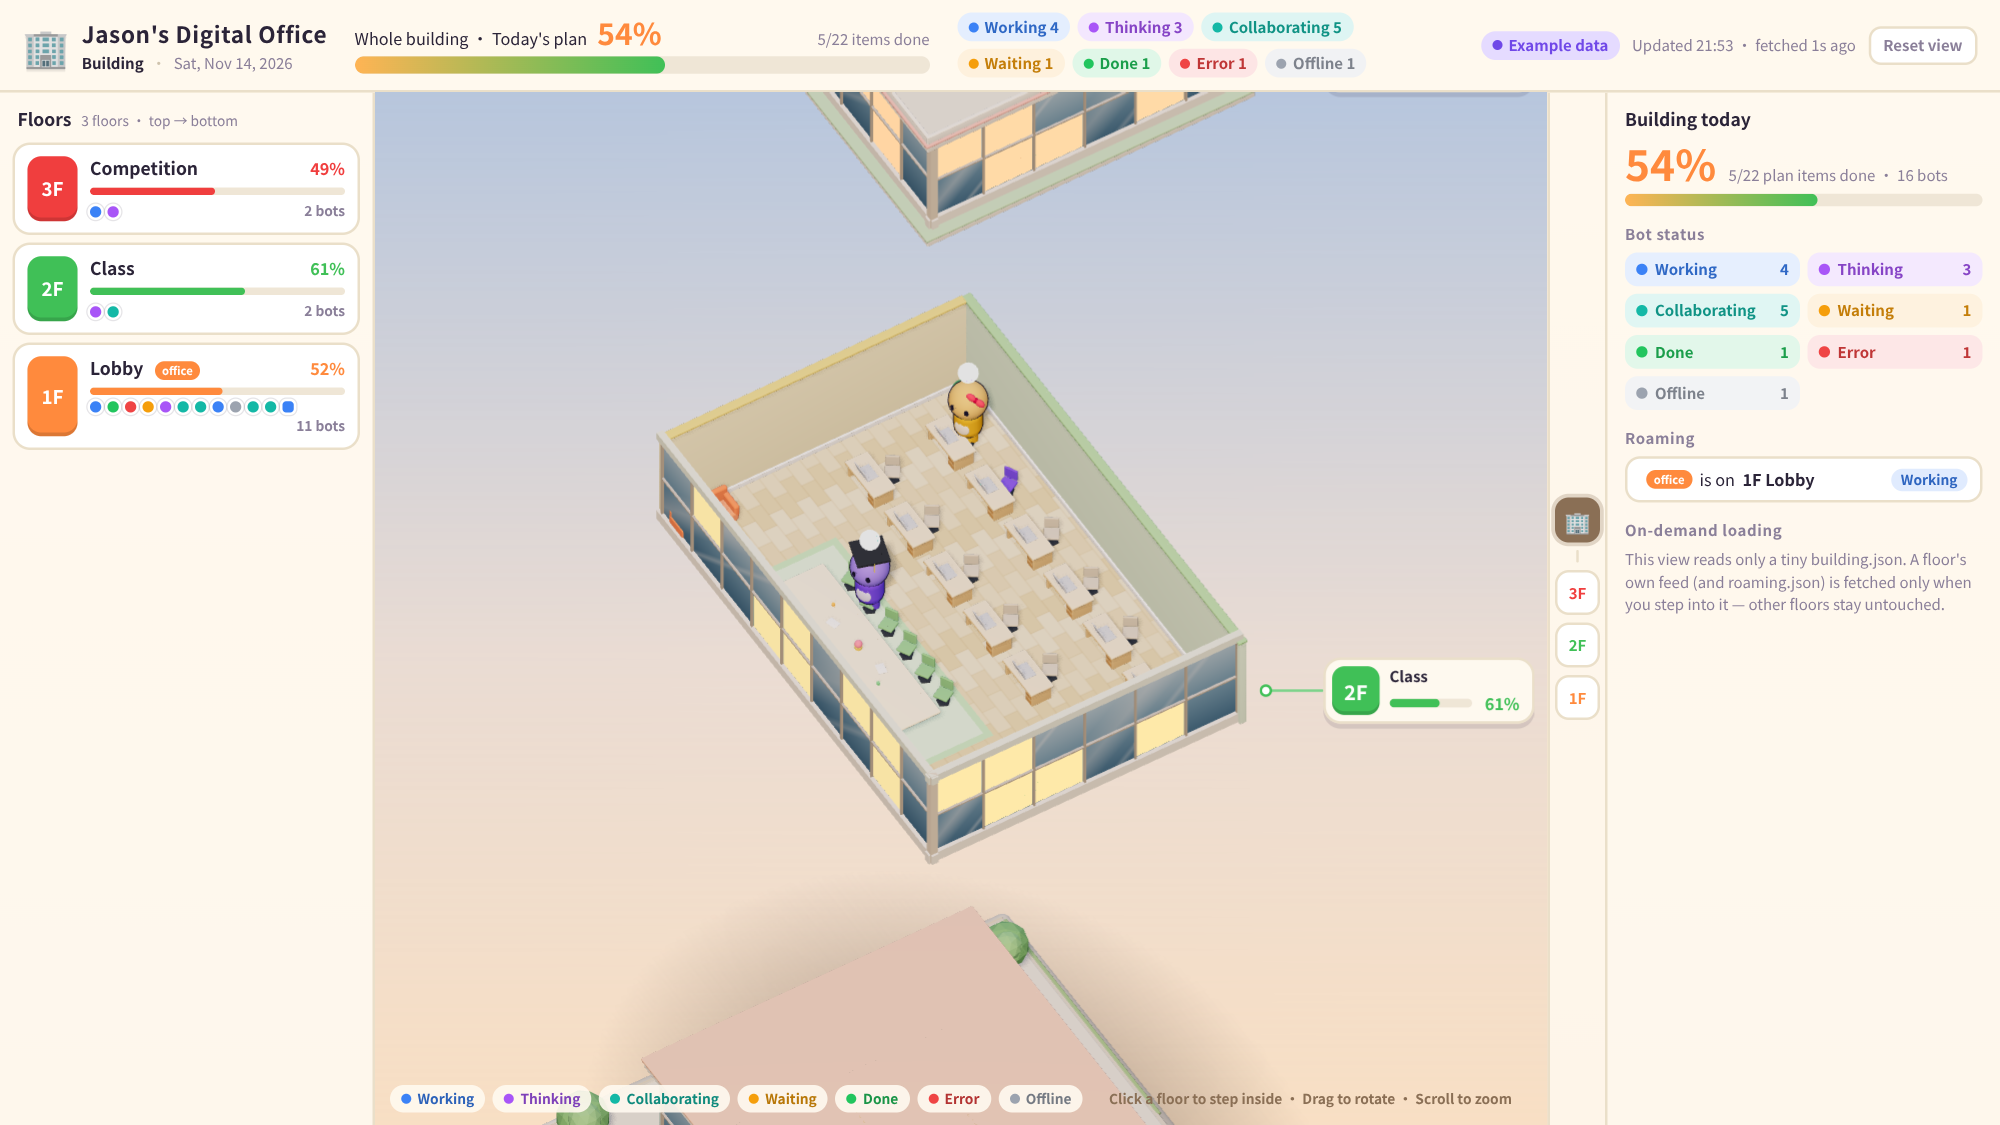 Jason's Digital Office
Building • Sat, Nov 14, 2026
Whole building • Today's plan 54%
5/22 items done
Working 4
Thinking 3
Collaborating 5
Waiting 1
Done 1
Error 1
Offline 1
Example data
Updated 21:53 • fetched 1s ago
Reset view
Floors 3 floors • top → bottom
3F
Competition
49%
2 bots
2F
Class
61%
2 bots
1F
Lobby office
52%
11 bots
2F
Class
61%
Working
Thinking
Collaborating
Waiting
Done
Error
Offline
Click a floor to step inside • Drag to rotate • Scroll to zoom
3F
2F
1F
Building today
54% 5/22 plan items done • 16 bots
Bot status
Working 4
Thinking 3
Collaborating 5
Waiting 1
Done 1
Error 1
Offline 1
Roaming
office is on 1F Lobby Working
On-demand loading
This view reads only a tiny building.json. A floor's
own feed (and roaming.json) is fetched only when
you step into it — other floors stay untouched.